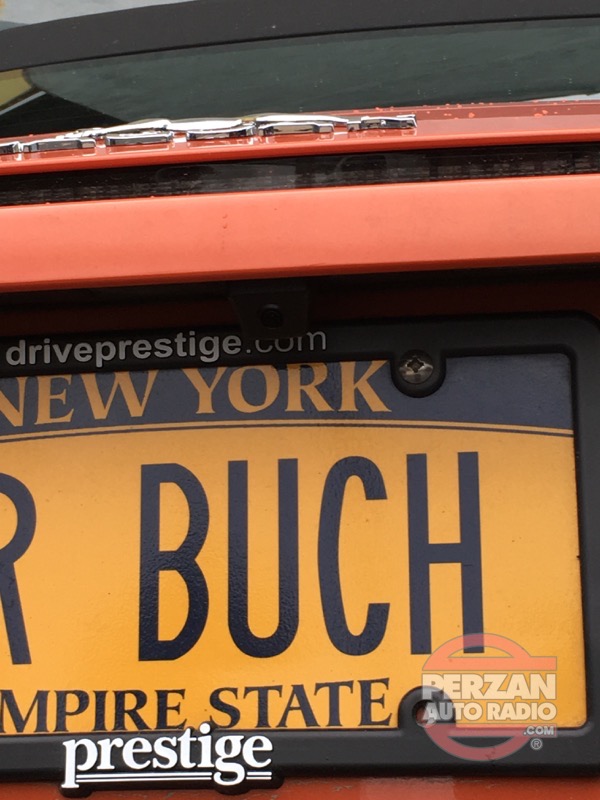 driveprestige.com
NEW YORK
R BUCH
MPIRE STATE
prestige
PERZAN
AUTO RADIO
.COM
®